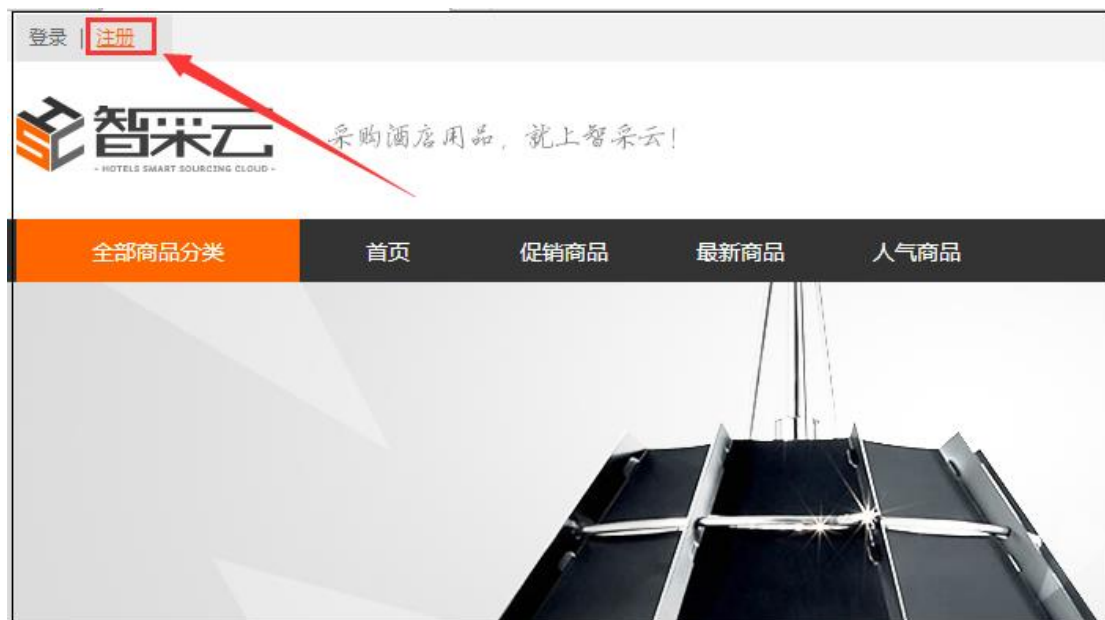 登录 | 注册
智采云
- HOTELS SMART SOURCING CLOUD -
采购酒店用品，就上智采云！
全部商品分类 首页 促销商品 最新商品 人气商品